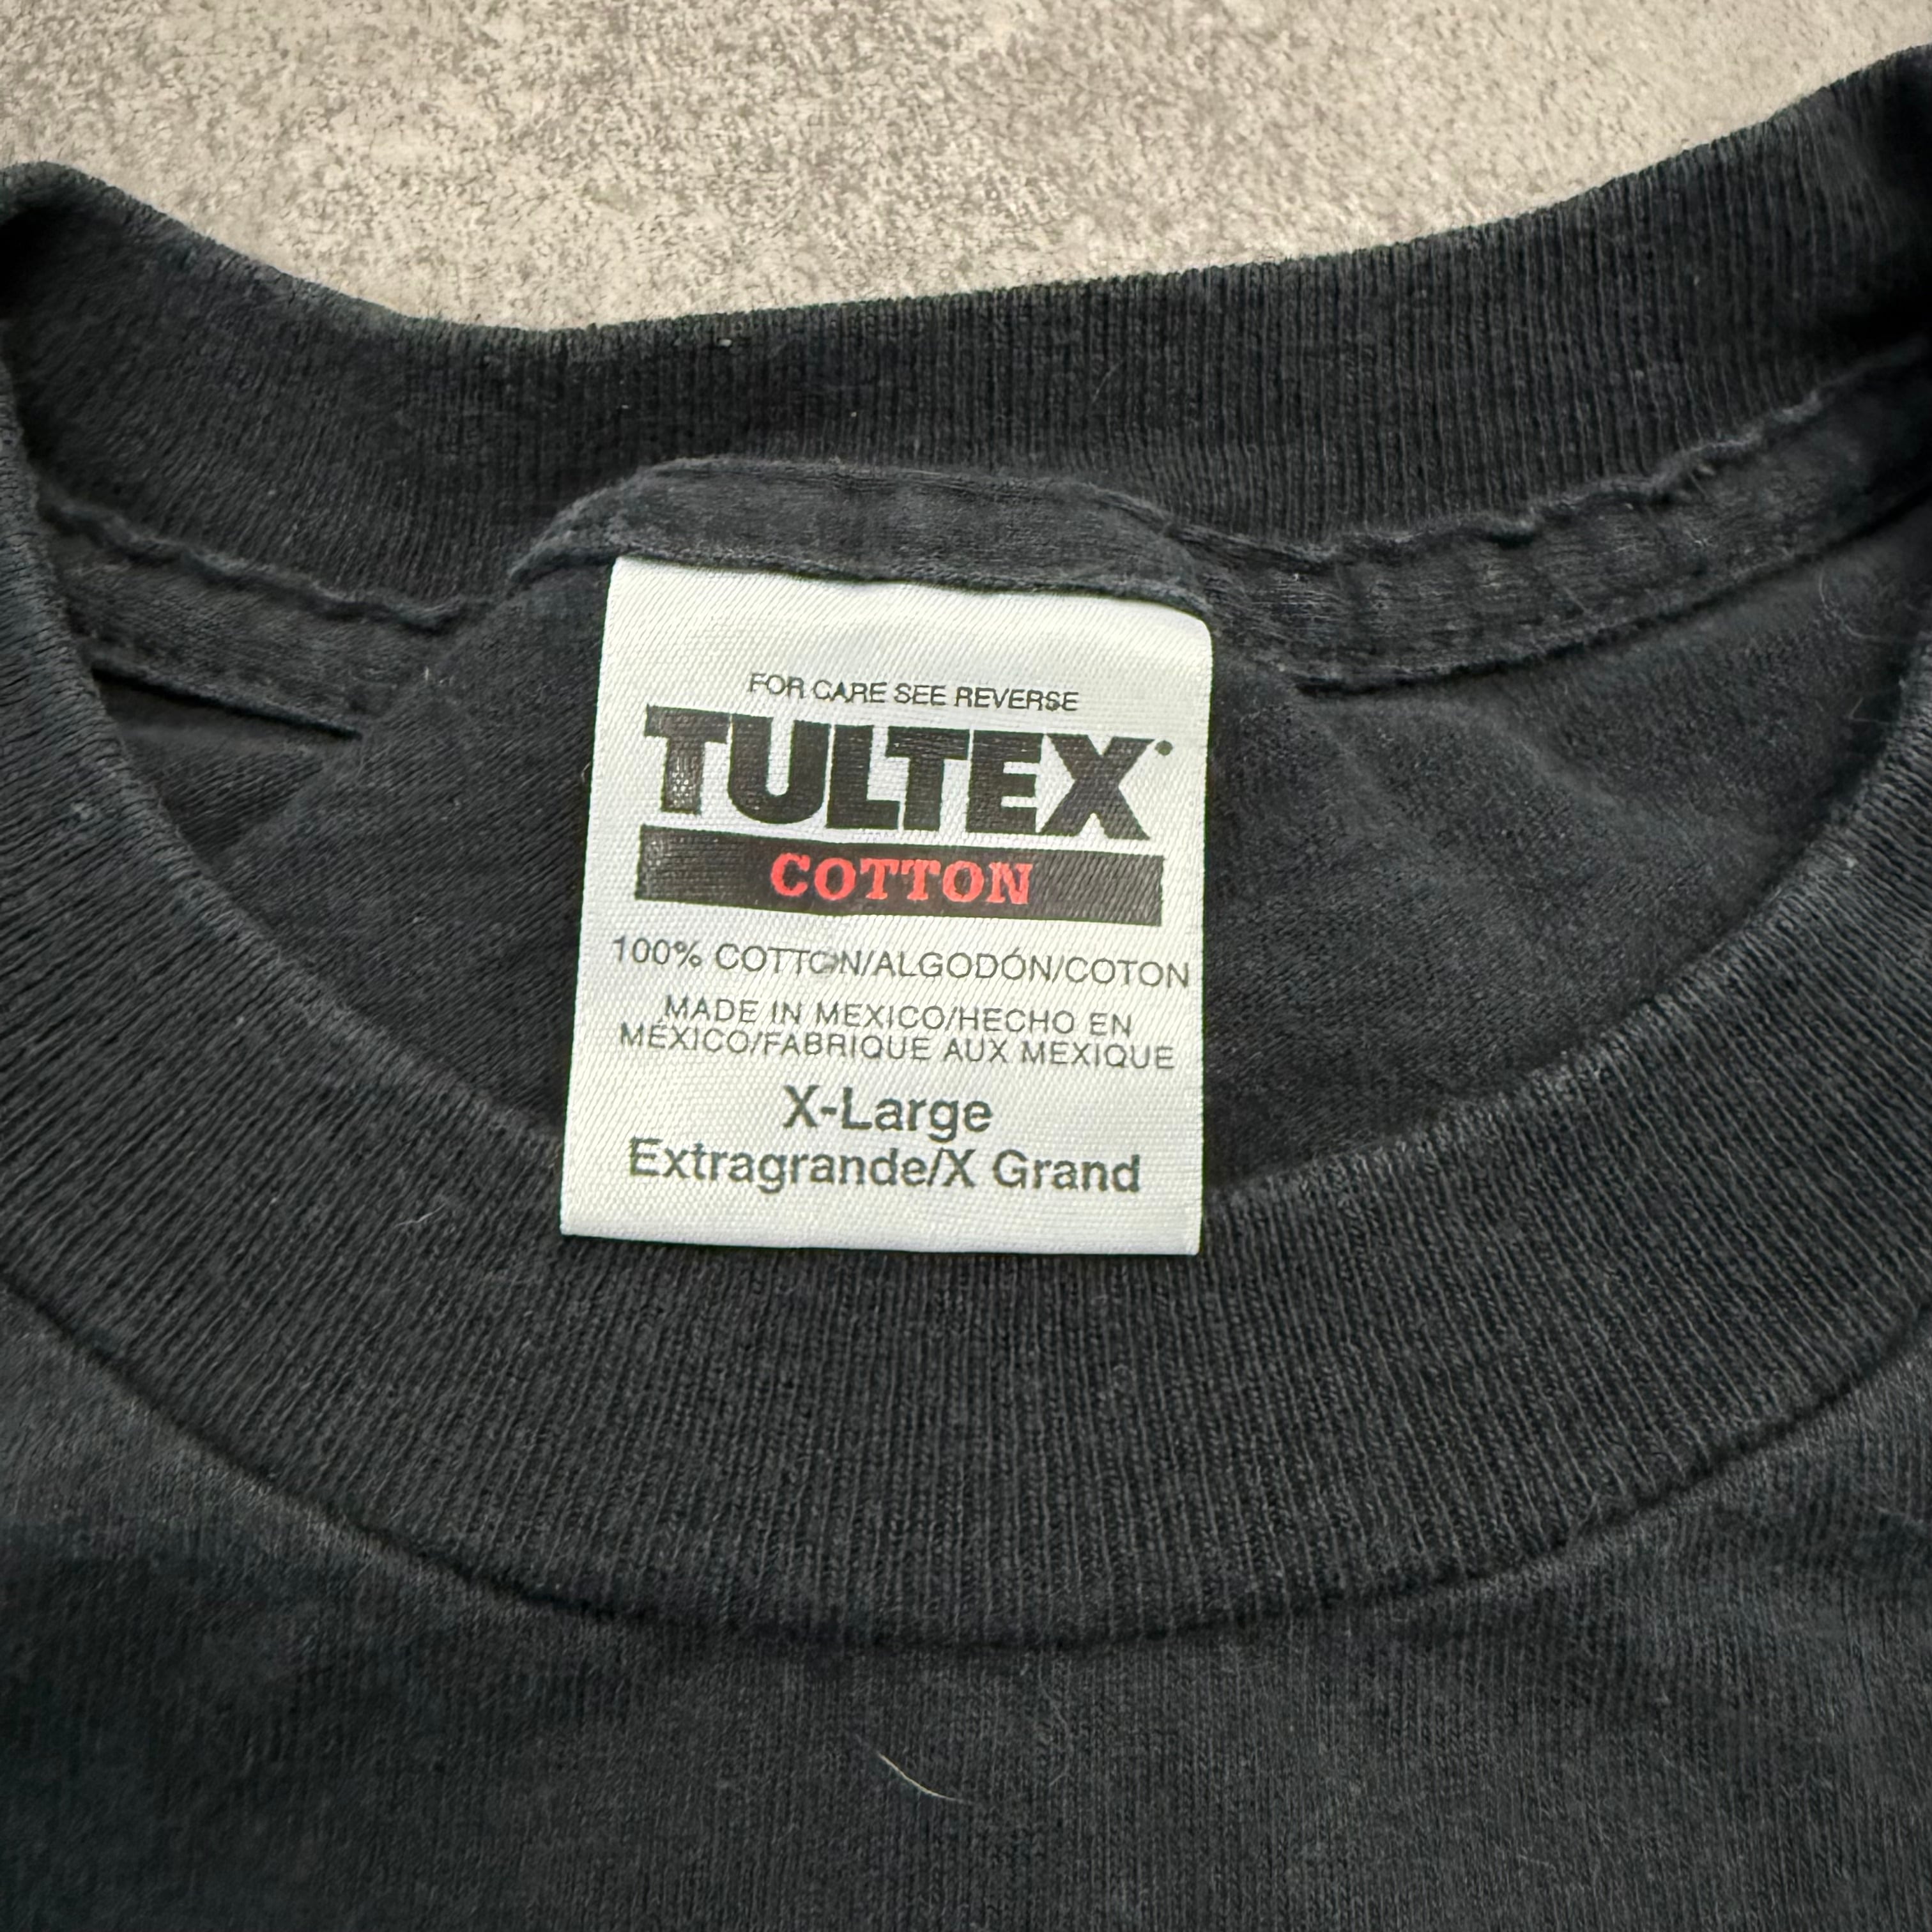 FOR CARE SEE REVERSE
TULTEX
COTTON
100% COTTON/ALGODÓN/COTON
MADE IN MEXICO/HECHO EN
MÉXICO/FABRIQUE AUX MEXIQUE
X-Large
Extragrande/X Grand